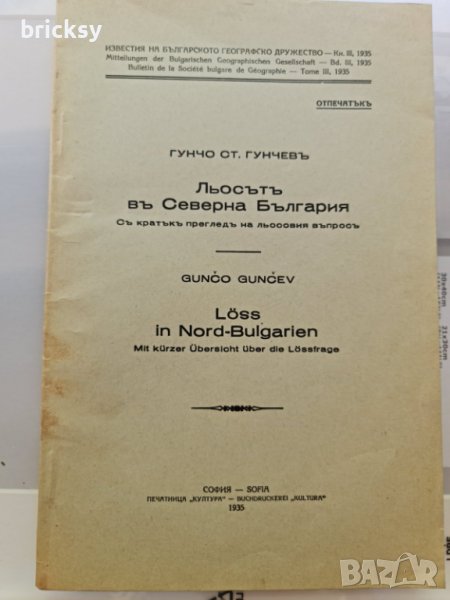 bricksy
ИЗВЕСТИЯ НА БЪЛГАРСКОТО ГЕОГРАФСКО ДРУЖЕСТВО — Кн. III, 1935
Mitteilungen der Bulgarischen Geographischen Gesellschaft — Bd. III, 1935
Bulletin de la Société bulgare de Géographie — Tome III, 1935
ОТПЕЧАТЪКЪ
ГУНЧО СТ. ГУНЧЕВЪ
Льосътъ
въ Северна България
Съ кратъкъ прегледъ на льосовия въпросъ
GUNČO GUNČEV
Löss
in Nord-Bulgarien
Mit kürzer Übersicht über die Lössfrage
СОФИЯ — SOFIA
ПЕЧАТНИЦА „КУЛТУРА" — BUCHDRUCKEREI „KULTURA"
1935
30x40cm
21x30cm
BAZAR